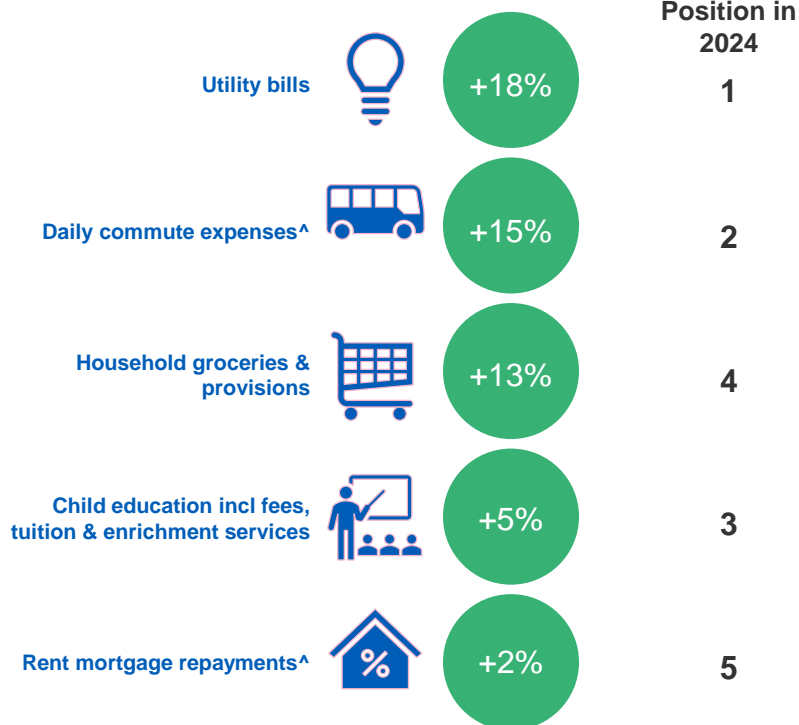 Position in
2024
Utility bills
+18%
1
Daily commute expenses^
+15%
2
Household groceries &
provisions
+13%
4
Child education incl fees,
tuition & enrichment services
+5%
3
Rent mortgage repayments^
%
+2%
5